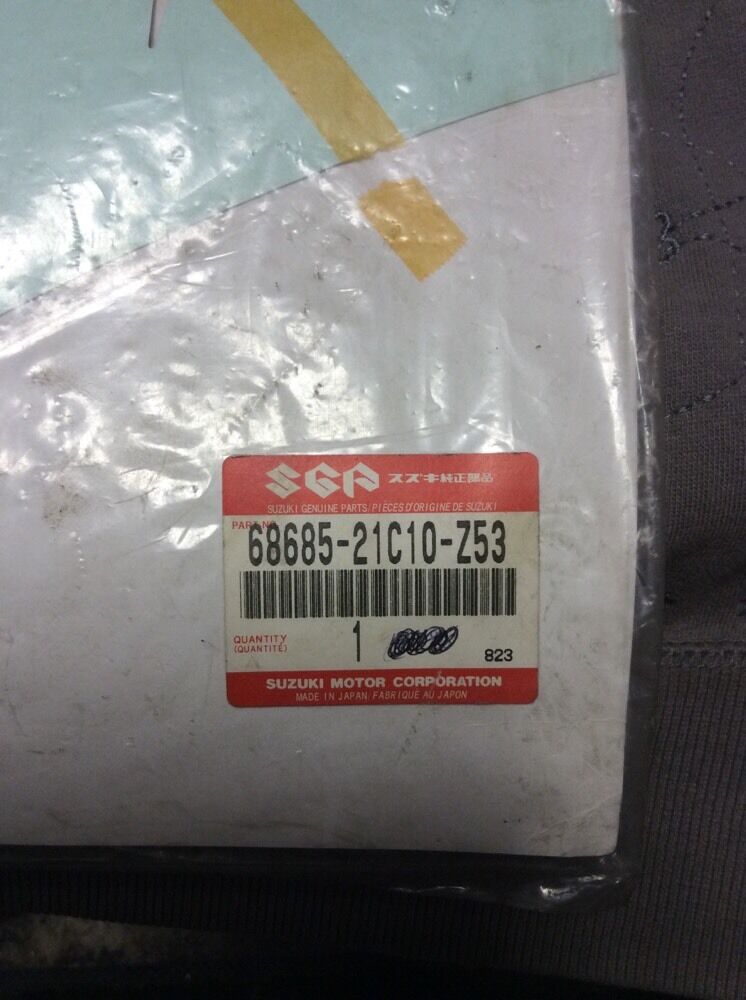 SGP スズキ純正部品
SUZUKI GENUINE PARTS/PIÈCES D'ORIGINE DE SUZUKI
PART NO.
68685-21C10-Z53
QUANTITY
(QUANTITÉ)
1
823
SUZUKI MOTOR CORPORATION
MADE IN JAPAN/FABRIQUÉ AU JAPON